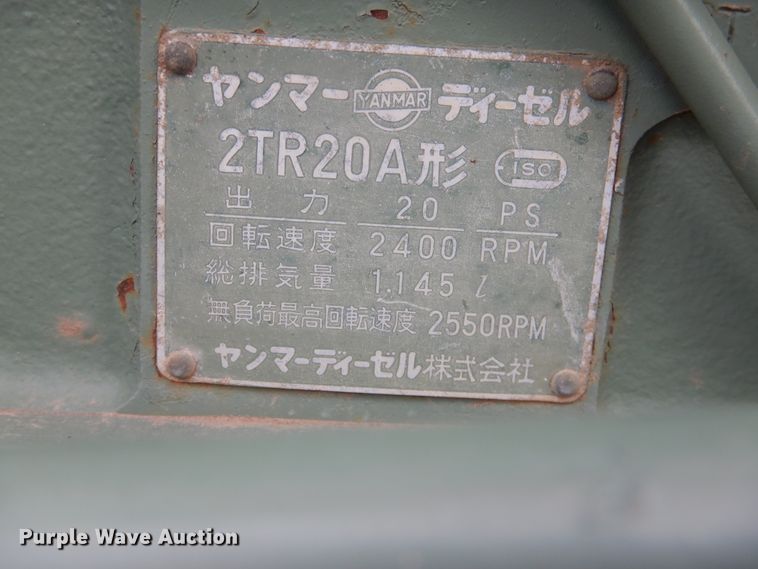 ヤンマー YANMAR ディーゼル
2TR20A形 ISO
出力 20 PS
回転速度 2400 RPM
総排気量 1.145 l
無負荷最高回転速度 2550RPM
ヤンマーディーゼル株式会社
Purple Wave Auction